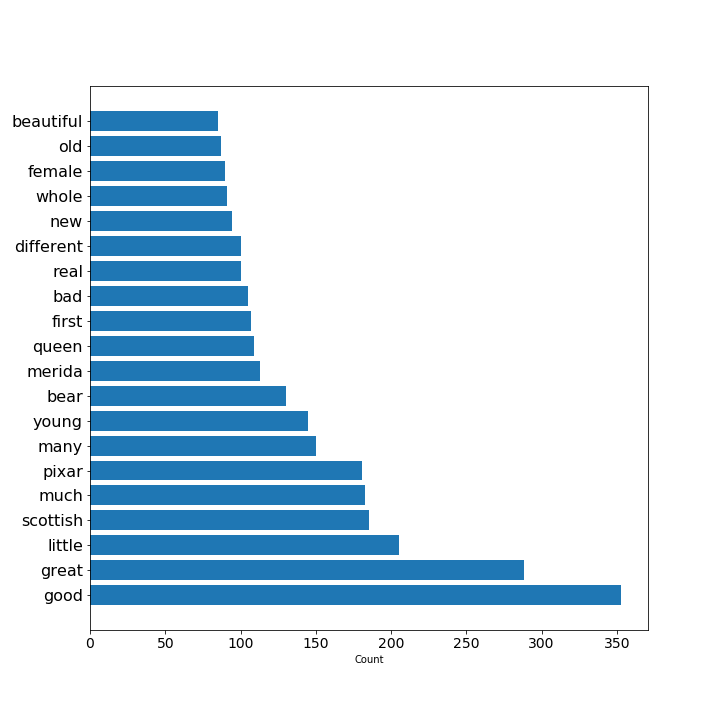 beautiful
old
female
whole
new
different
real
bad
first
queen
merida
bear
young
many
pixar
much
scottish
little
great
good
0 50 100 150 200 250 300 350
Count